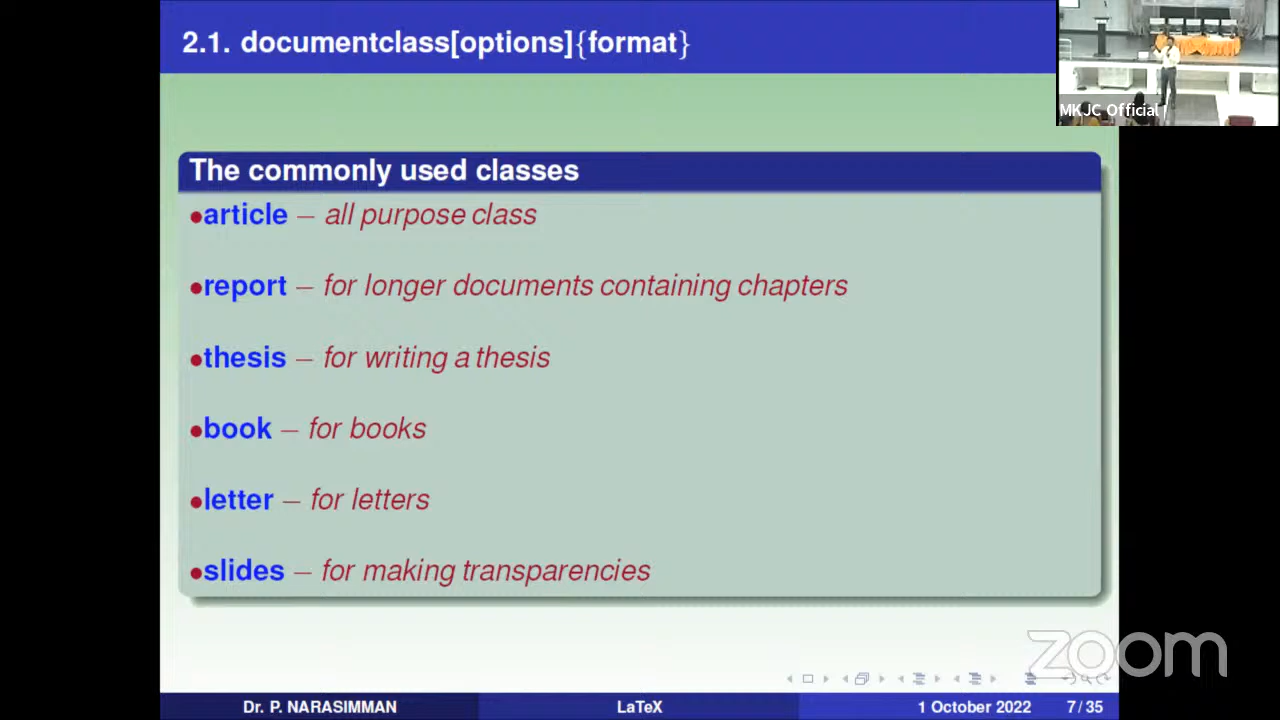 2.1. documentclass[options]{format}
MKJC Official
The commonly used classes
•article – all purpose class
•report – for longer documents containing chapters
•thesis – for writing a thesis
•book – for books
•letter – for letters
•slides – for making transparencies
zoom
Dr. P. NARASIMMAN LaTeX 1 October 2022 7 / 35